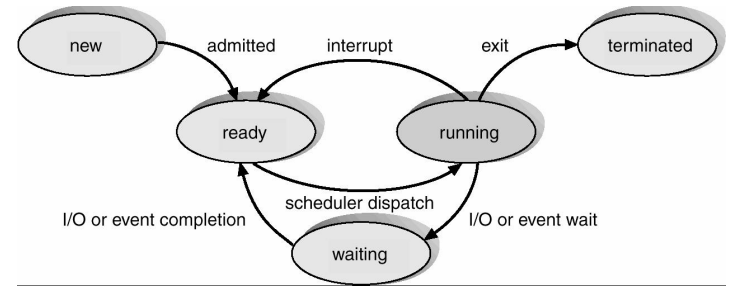 new
admitted
interrupt
exit
terminated
ready
running
scheduler dispatch
I/O or event completion
I/O or event wait
waiting